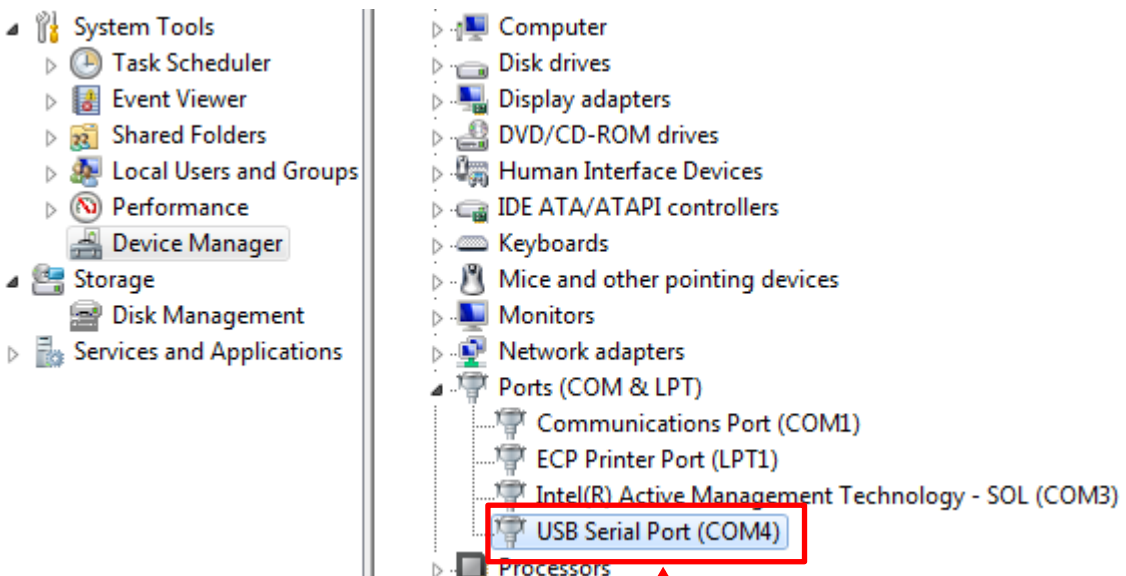 System Tools
Task Scheduler
Event Viewer
Shared Folders
Local Users and Groups
Performance
Device Manager
Storage
Disk Management
Services and Applications
Computer
Disk drives
Display adapters
DVD/CD-ROM drives
Human Interface Devices
IDE ATA/ATAPI controllers
Keyboards
Mice and other pointing devices
Monitors
Network adapters
Ports (COM & LPT)
Communications Port (COM1)
ECP Printer Port (LPT1)
Intel(R) Active Management Technology - SOL (COM3)
USB Serial Port (COM4)
Processors